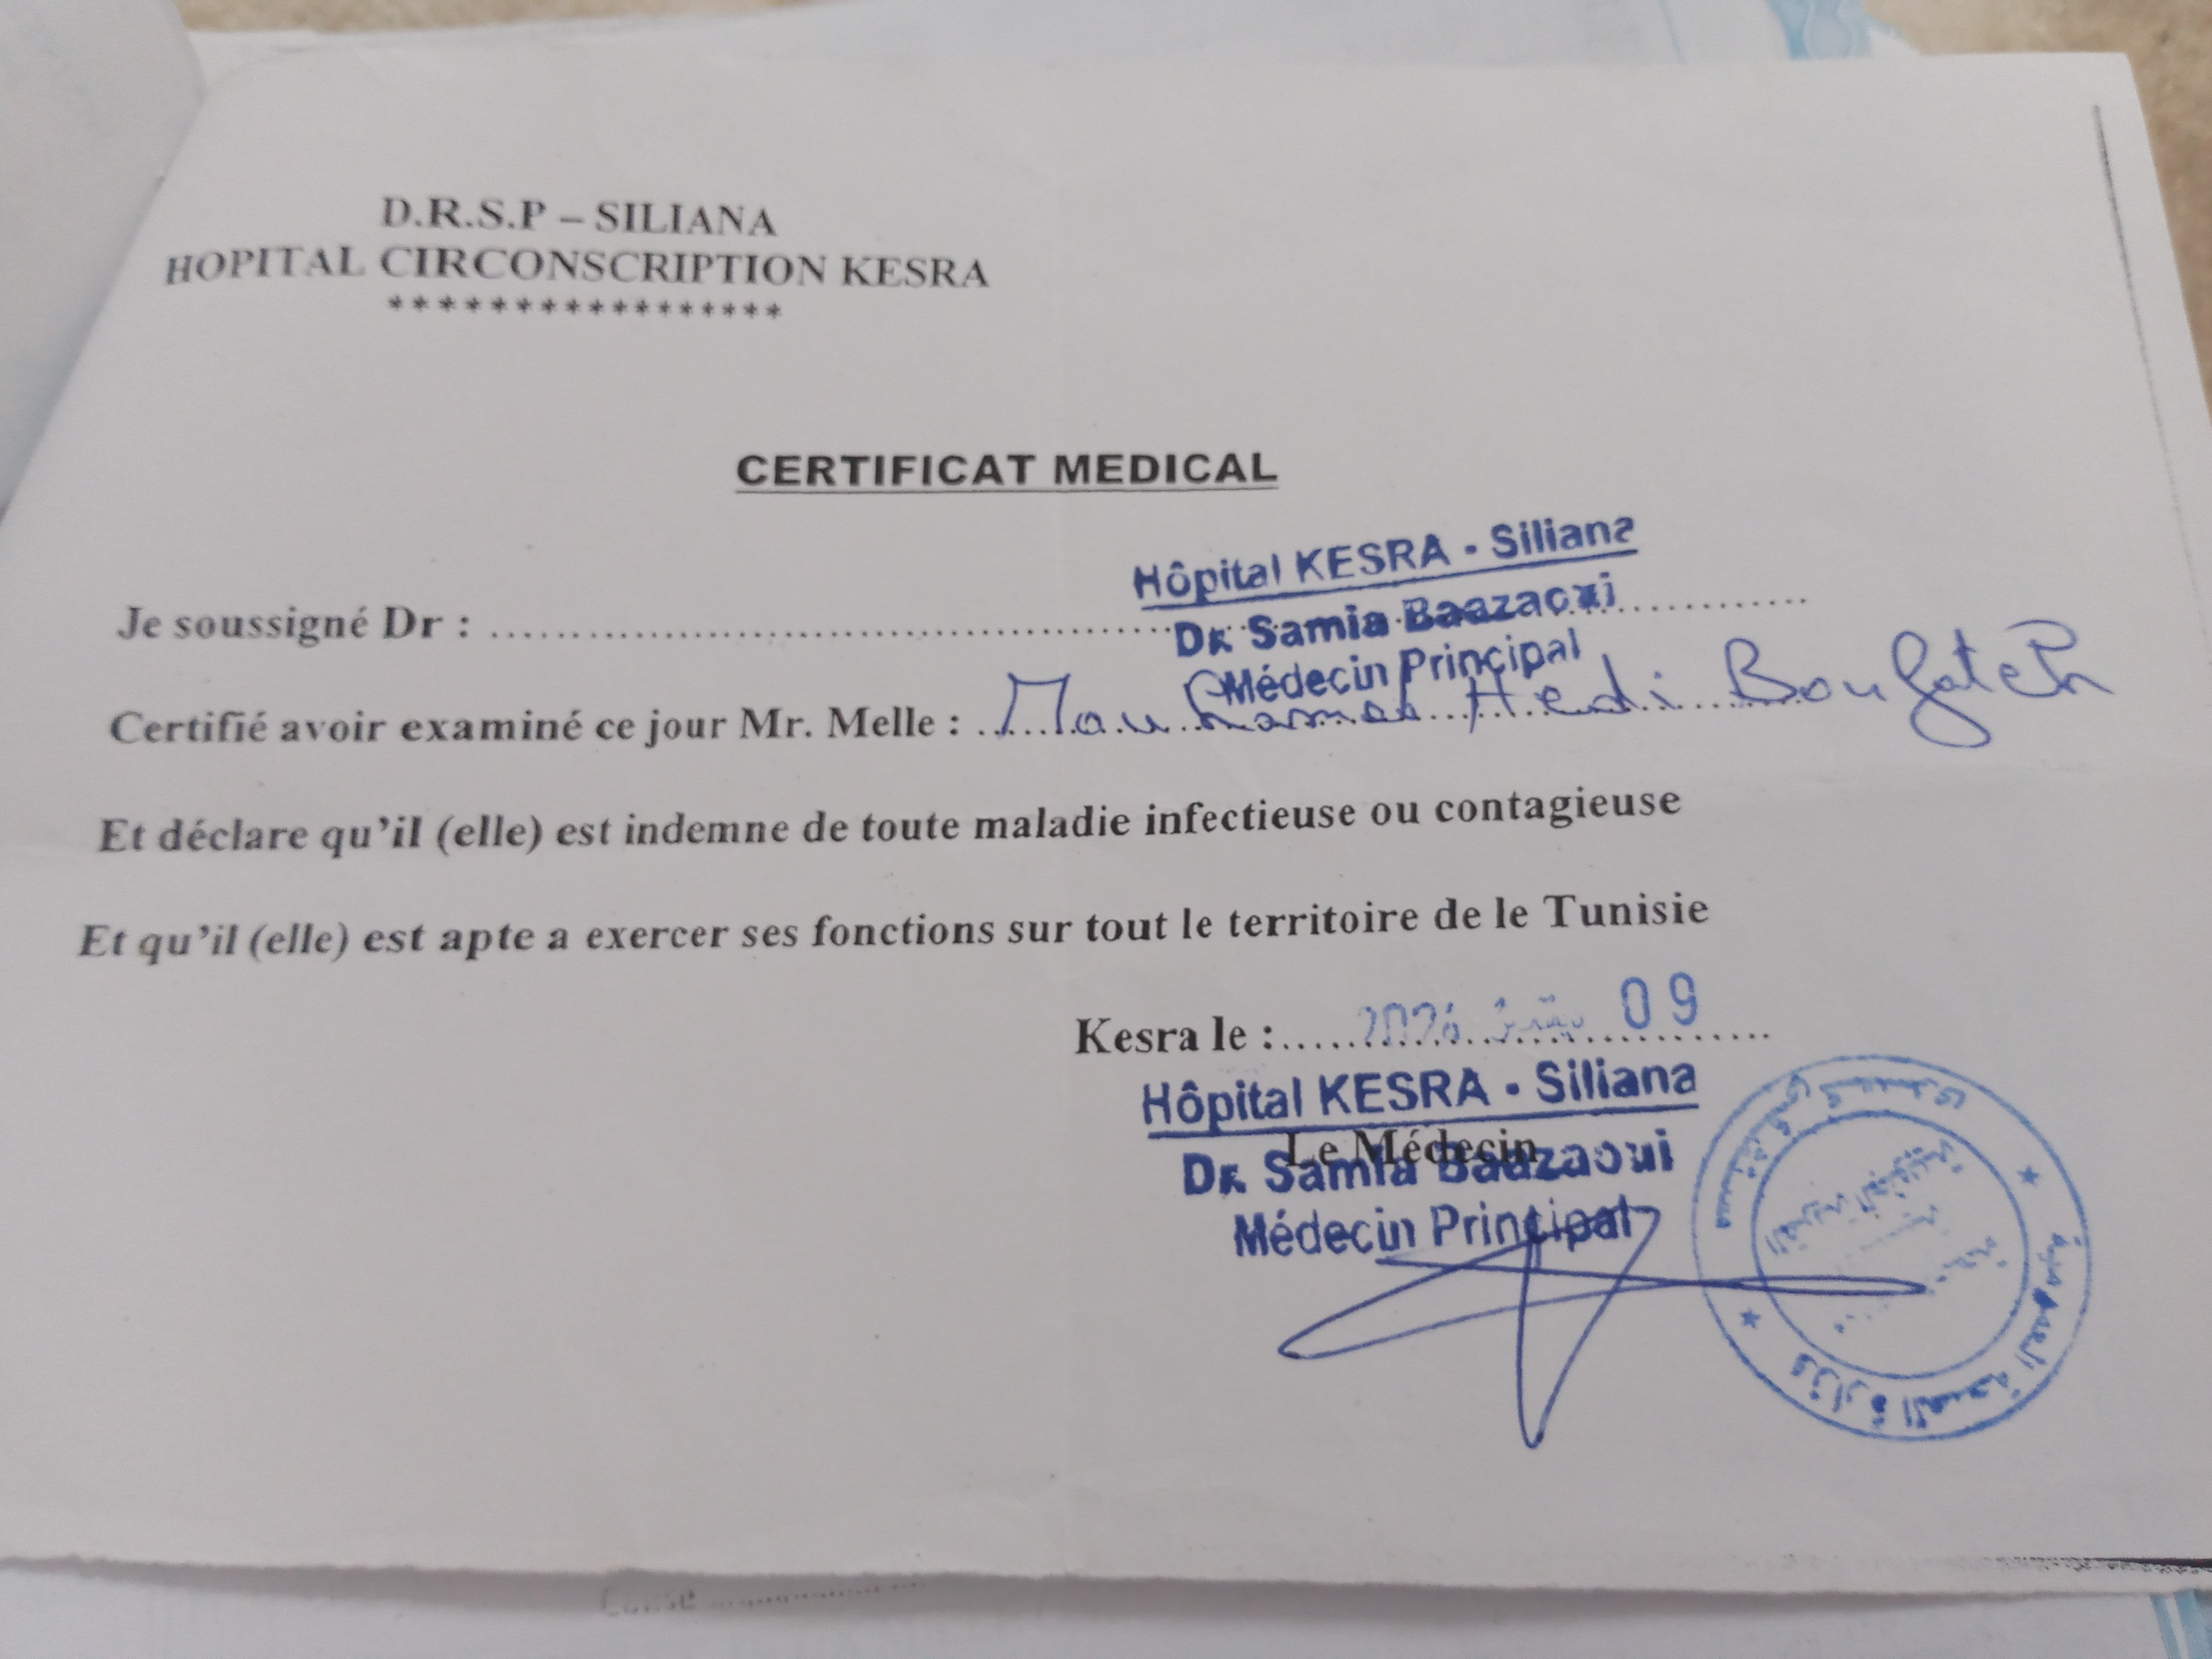 D.R.S.P – SILIANA
HOPITAL CIRCONSCRIPTION KESRA
*****************
CERTIFICAT MEDICAL
Hôpital KESRA - Siliana
Je soussigné Dr : Dr. Samia Baazaoui
Médecin Principal
Certifié avoir examiné ce jour Mr. Melle : Hedi Boufateh
Et déclare qu'il (elle) est indemne de toute maladie infectieuse ou contagieuse
Et qu'il (elle) est apte a exercer ses fonctions sur tout le territoire de le Tunisie
Kesra le : 09
Hôpital KESRA - Siliana
Le Médecin
Dr. Samia Baazaoui
Médecin Principal
وزارة الصحة العمومية